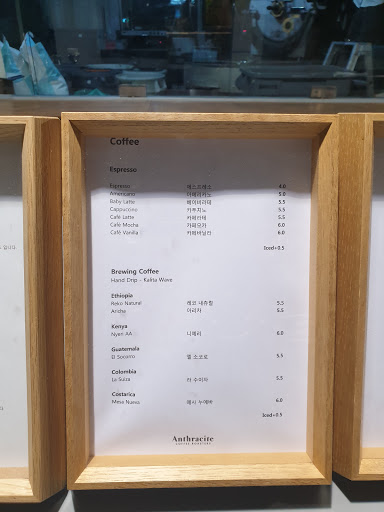 Coffee
Espresso
Espresso 에스프레소 4.0
Americano 아메리카노 5.0
Baby Latte 베이비라떼 5.5
Cappuccino 카푸치노 5.5
Café Latte 카페라떼 5.5
Café Mocha 카페모카 6.0
Café Vanilla 카페바닐라 6.0
Iced+0.5
Brewing Coffee
Hand Drip - Kalita Wave
Ethiopia
Reko Natural 레코 내츄럴 5.5
Aricha 아리차 5.5
Kenya
Nyeri AA 니에리 6.0
Guatemala
El Socorro 엘 소코로 5.5
Colombia
La Suiza 라 수이자 5.5
Costarica
Mesa Nueva 메사 누에바 6.0
Iced+0.5
Anthracite
COFFEE ROASTERS